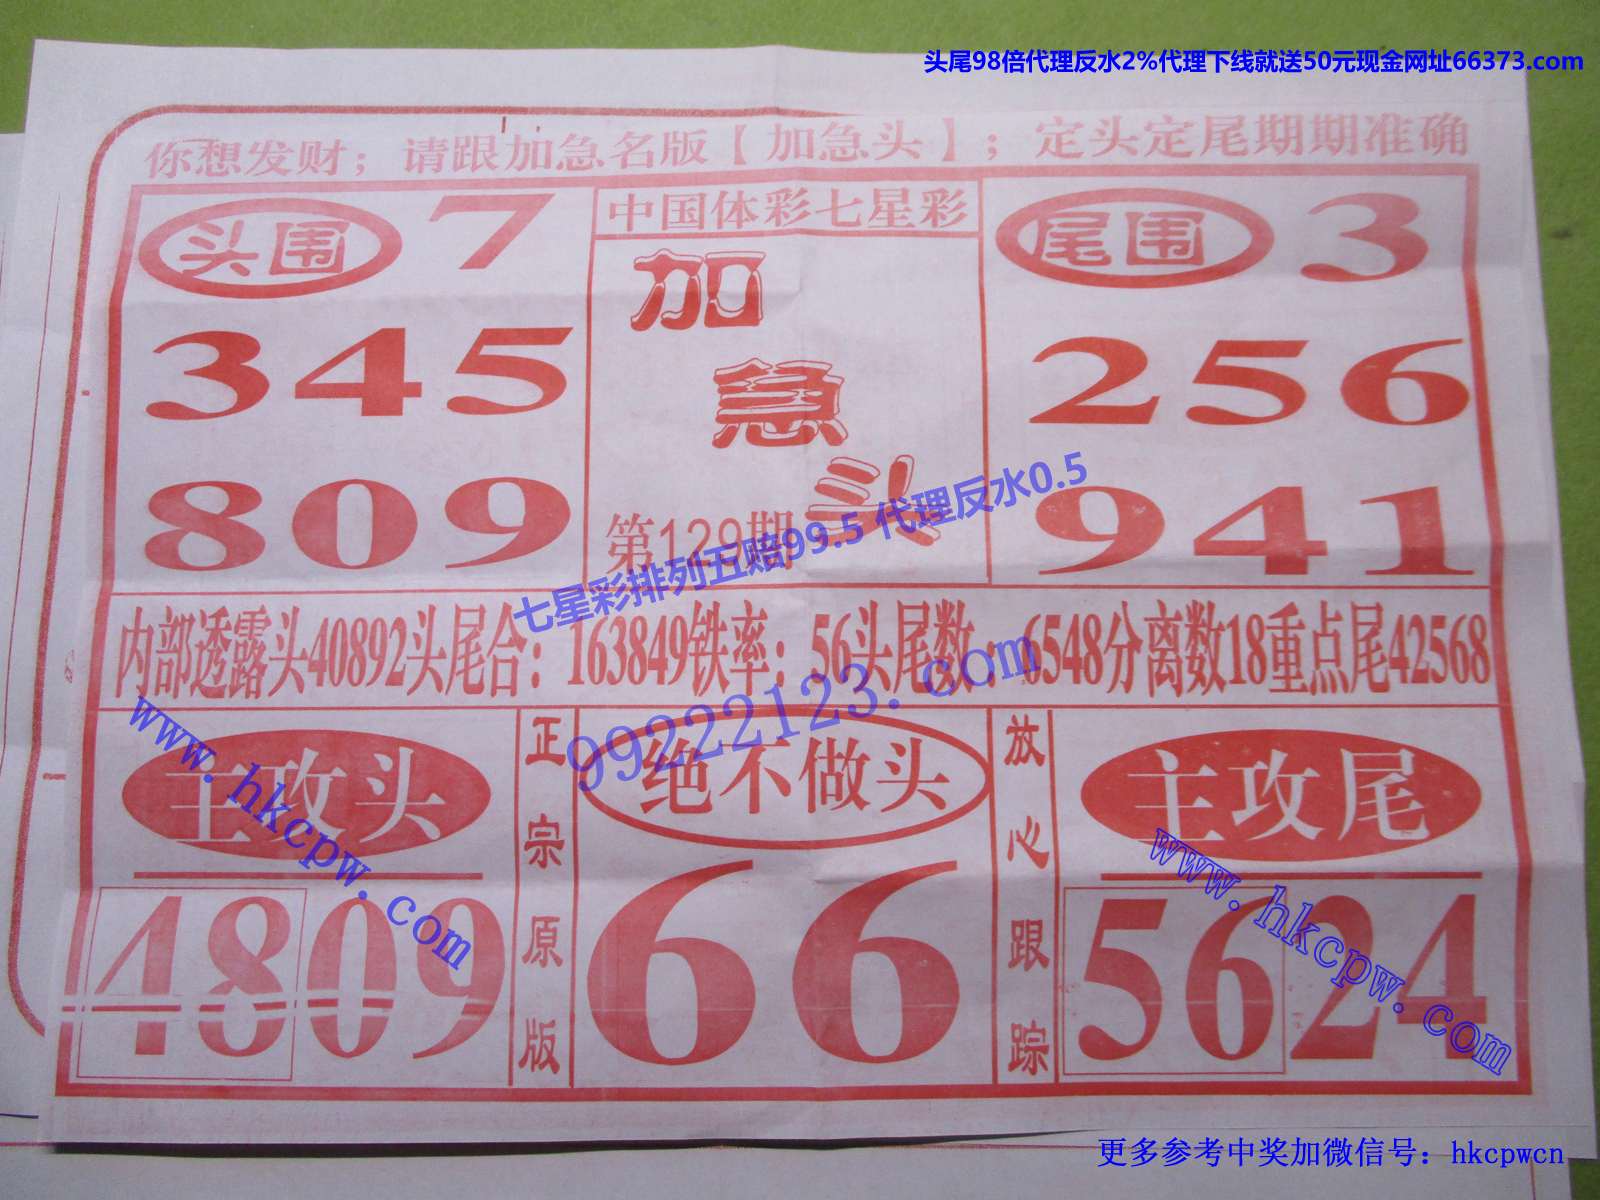 头尾98倍代理反水2%代理下线就送50元现金网址66373.com
你想发财；请跟加急名版【加急头】；定头定尾期期准确
头围 7
345
809
中国体彩七星彩
加
急
头
第129期
尾围 3
256
941
七星彩排列五赔99.5 代理反水0.5
内部透露头40892头尾合：163849铁率：56头尾数：6548分离数18重点尾42568
99222123.com
主攻头
4809
www.hkcpw.com
正宗原版
绝不做头
66
放心跟踪
主攻尾
5624
www.hkcpw.com
更多参考中奖加微信号：hkcpwcn